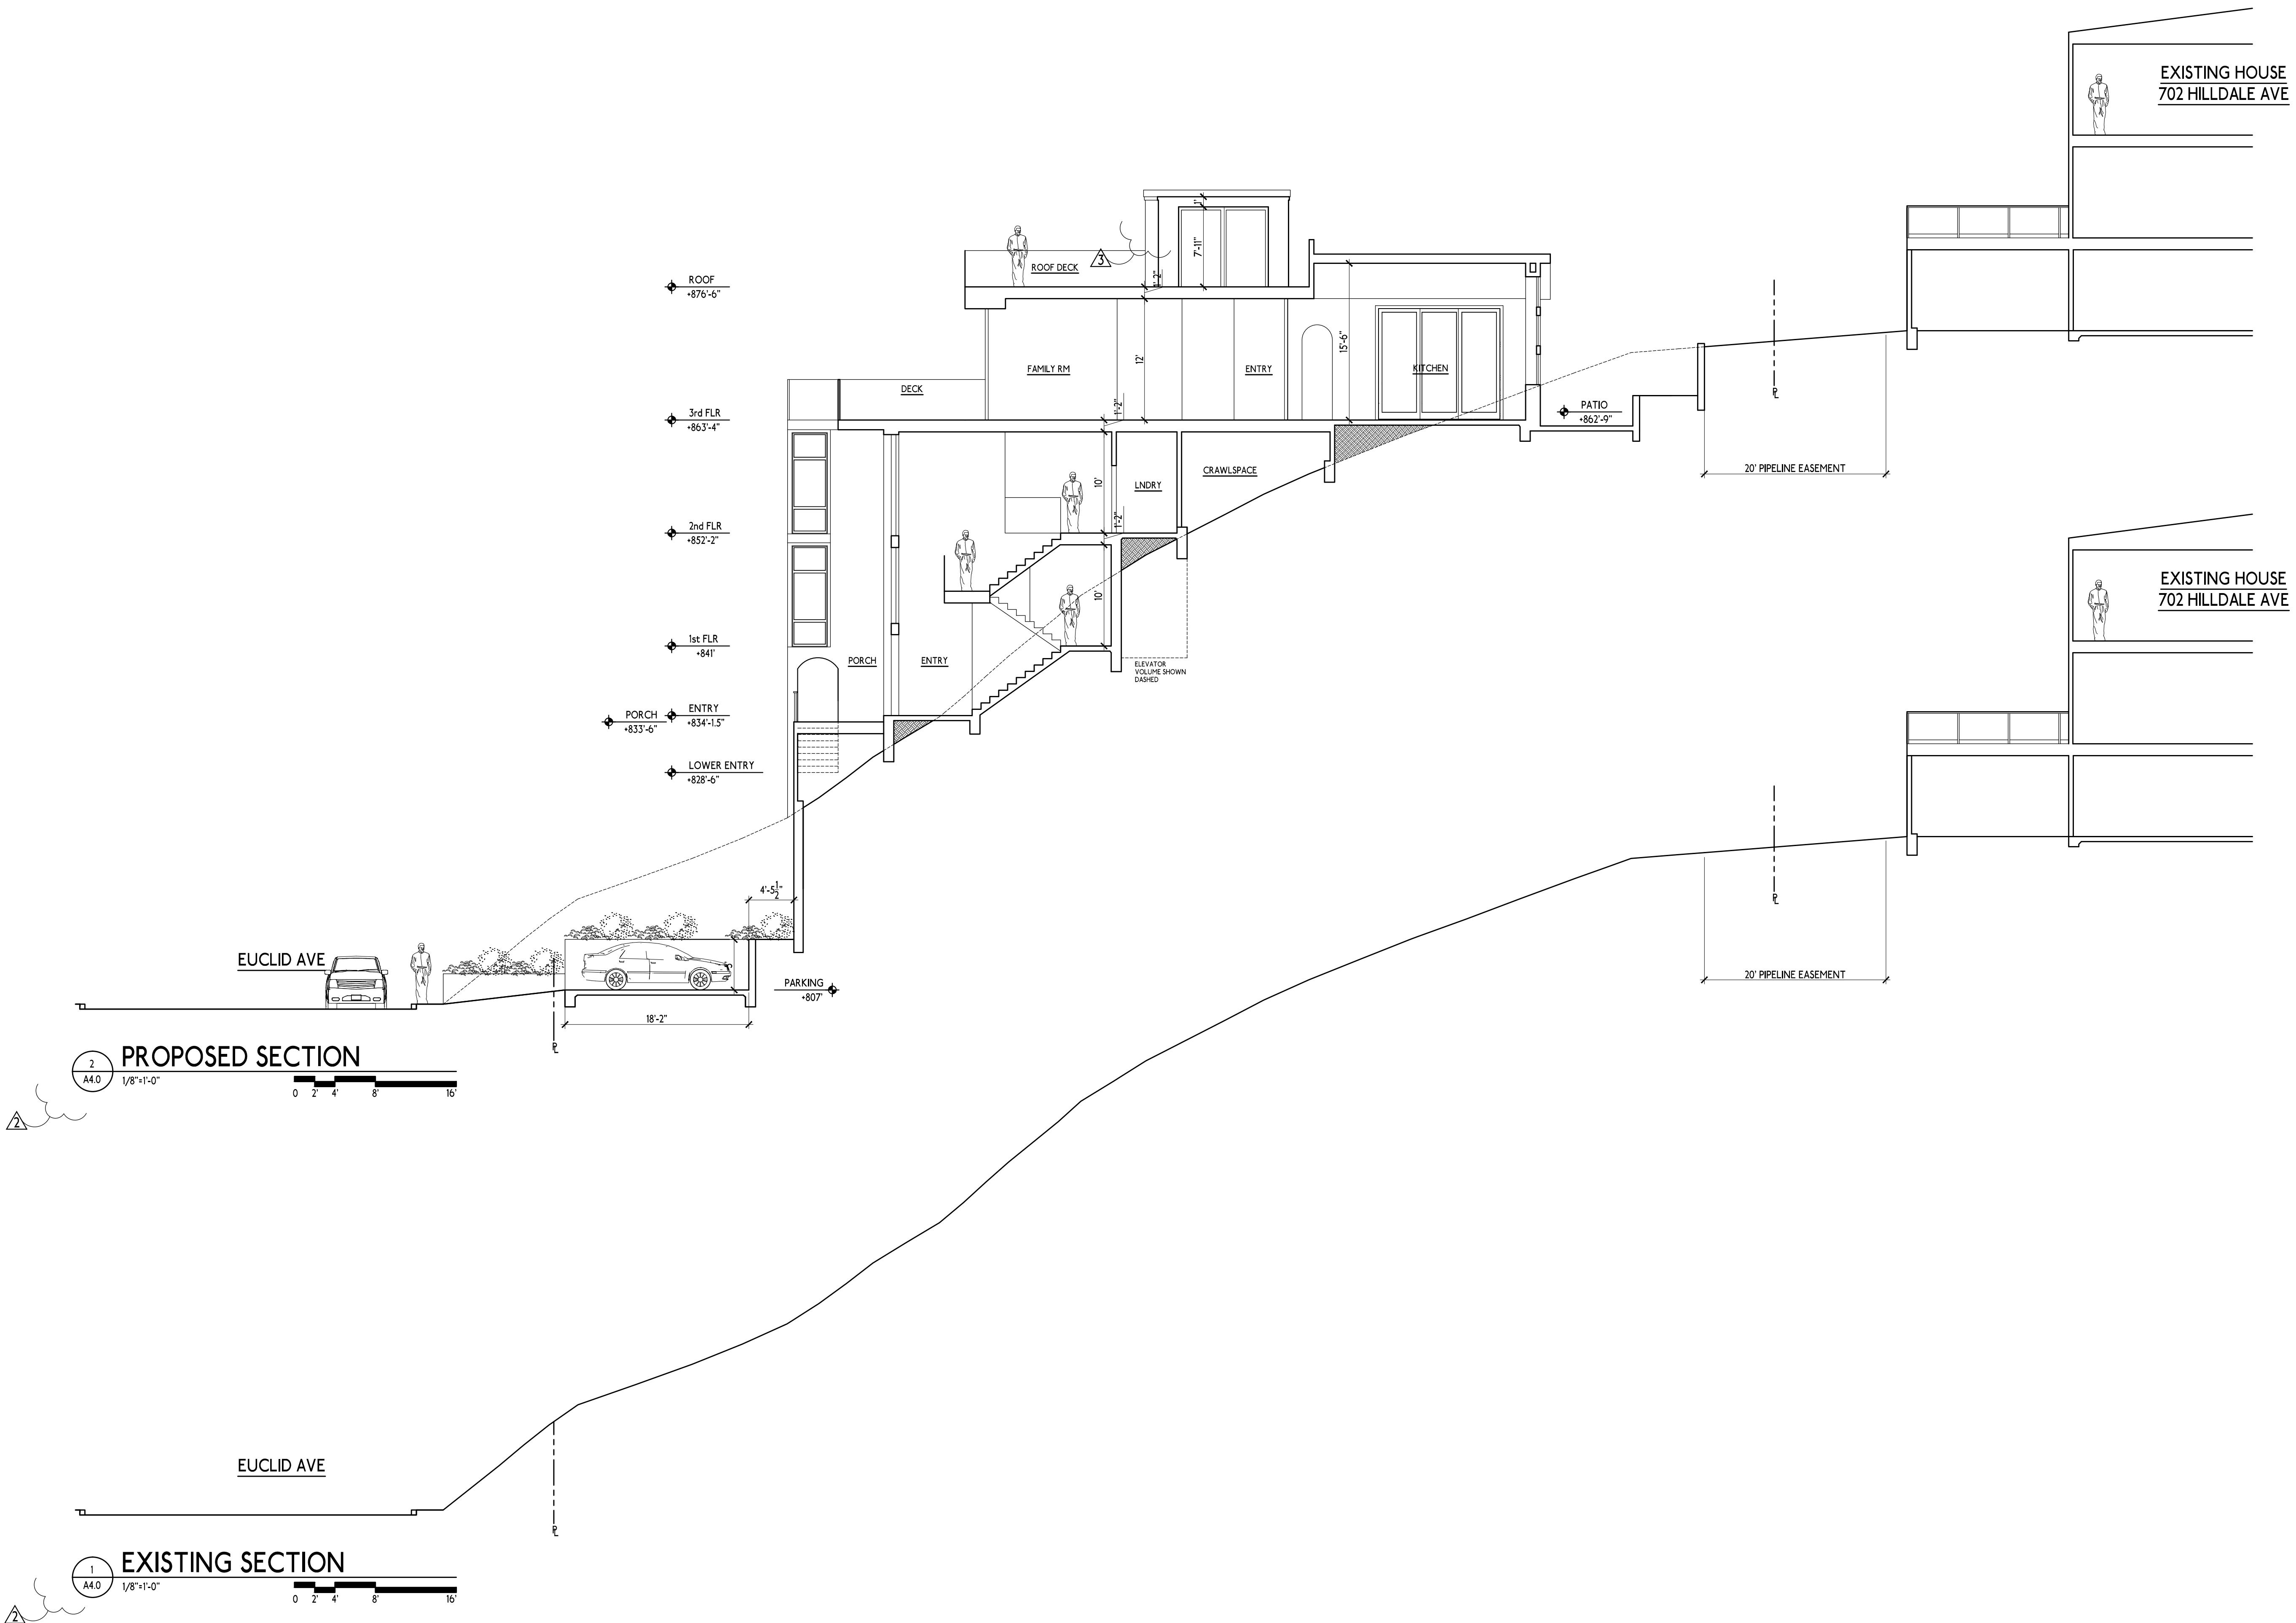 EXISTING HOUSE
702 HILLDALE AVE
1'
7'-11"
3
ROOF DECK
1'-2"
ROOF
+876'-6"
12'
15'-6"
FAMILY RM
ENTRY
KITCHEN
DECK
1'-2"
3rd FLR
+863'-4"
PATIO
+862'-9"
PL
20' PIPELINE EASEMENT
CRAWLSPACE
LNDRY
10'
1'-2"
2nd FLR
+852'-2"
EXISTING HOUSE
702 HILLDALE AVE
10'
1st FLR
+841'
PORCH
ENTRY
ELEVATOR
VOLUME SHOWN
DASHED
PORCH
+833'-6"
ENTRY
+834'-1.5"
LOWER ENTRY
+828'-6"
4'-5 1/2"
PL
20' PIPELINE EASEMENT
EUCLID AVE
PARKING
+807'
18'-2"
PL
2
A4.0
PROPOSED SECTION
1/8"=1'-0"
0 2' 4' 8' 16'
2
EUCLID AVE
PL
1
A4.0
EXISTING SECTION
1/8"=1'-0"
0 2' 4' 8' 16'
2